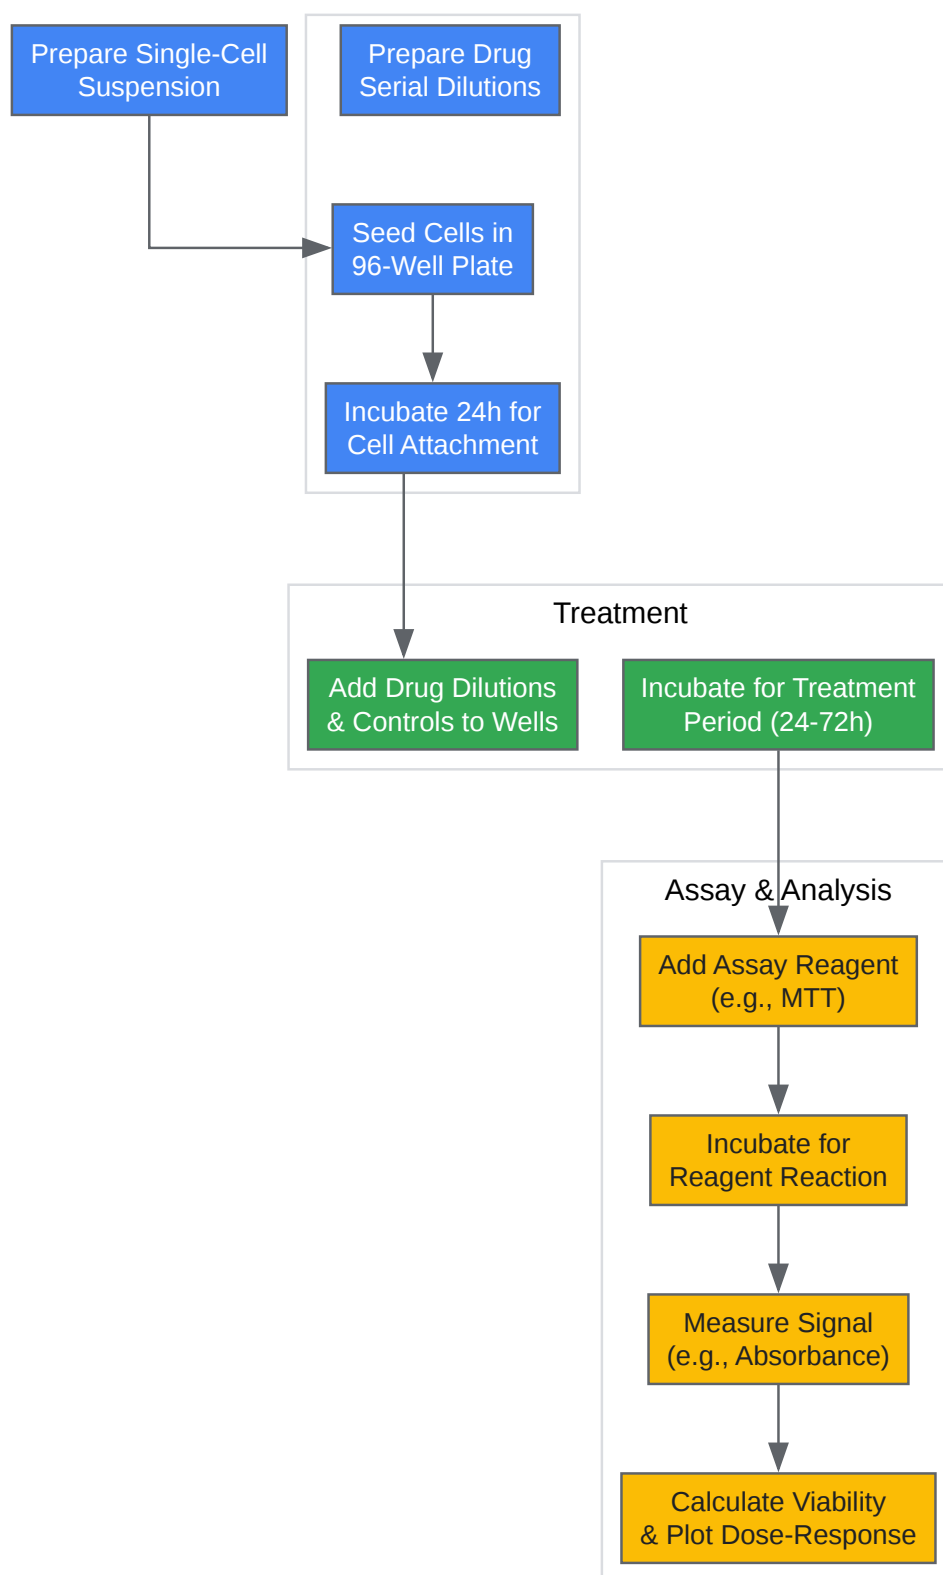 Prepare Single-Cell
Suspension
Prepare Drug
Serial Dilutions
Seed Cells in
96-Well Plate
Incubate 24h for
Cell Attachment
Treatment
Add Drug Dilutions
& Controls to Wells
Incubate for Treatment
Period (24-72h)
Assay & Analysis
Add Assay Reagent
(e.g., MTT)
Incubate for
Reagent Reaction
Measure Signal
(e.g., Absorbance)
Calculate Viability
& Plot Dose-Response